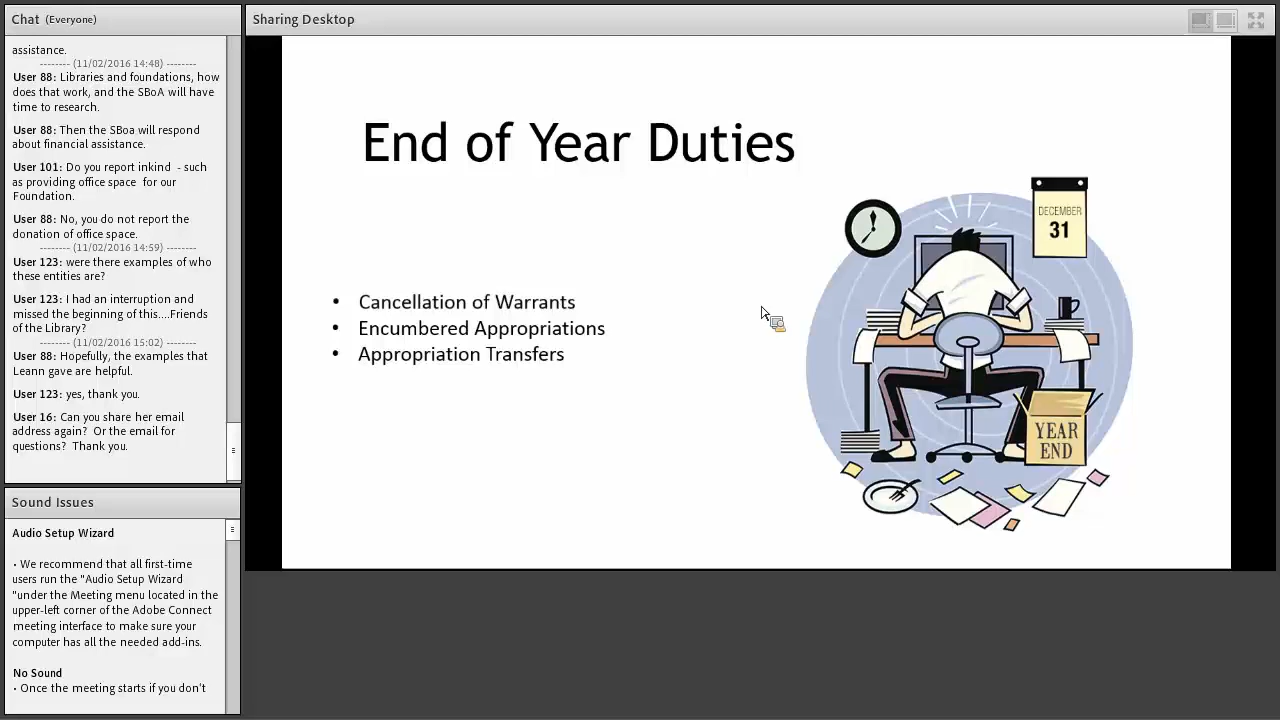 Chat (Everyone)
assistance.
-------- (11/02/2016 14:48) --------
User 88: Libraries and foundations, how
does that work, and the SBoA will have
time to research.
User 88: Then the SBoa will respond
about financial assistance.
User 101: Do you report inkind  - such
as providing office space  for our
Foundation.
User 88: No, you do not report the
donation of office space.
-------- (11/02/2016 14:59) --------
User 123: were there examples of who
these entities are?
User 123: I had an interruption and
missed the beginning of this....Friends
of the Library?
-------- (11/02/2016 15:02) --------
User 88: Hopefully, the examples that
Leann gave are helpful.
User 123: yes, thank you.
User 16: Can you share her email
address again?  Or the email for
questions?  Thank you.
Sound Issues
Audio Setup Wizard
• We recommend that all first-time
users run the "Audio Setup Wizard
"under the Meeting menu located in the
upper-left corner of the Adobe Connect
meeting interface to make sure your
computer has all the needed add-ins.
No Sound
• Once the meeting starts if you don't
Sharing Desktop
End of Year Duties
• Cancellation of Warrants
• Encumbered Appropriations
• Appropriation Transfers
DECEMBER
31
YEAR
END